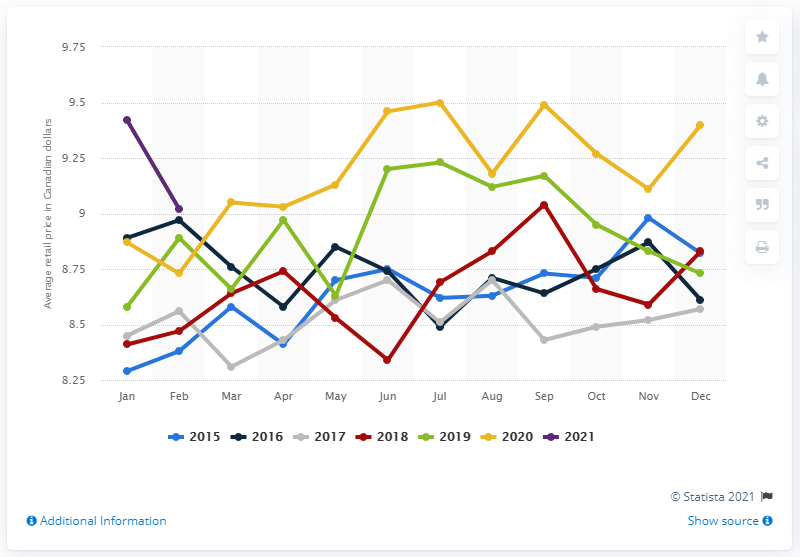 9.75
9.5
9.25
9
8.75
8.5
8.25
Average retail price in Canadian dollars
Jan Feb Mar Apr May Jun Jul Aug Sep Oct Nov Dec
2015 2016 2017 2018 2019 2020 2021
© Statista 2021
Additional Information Show source